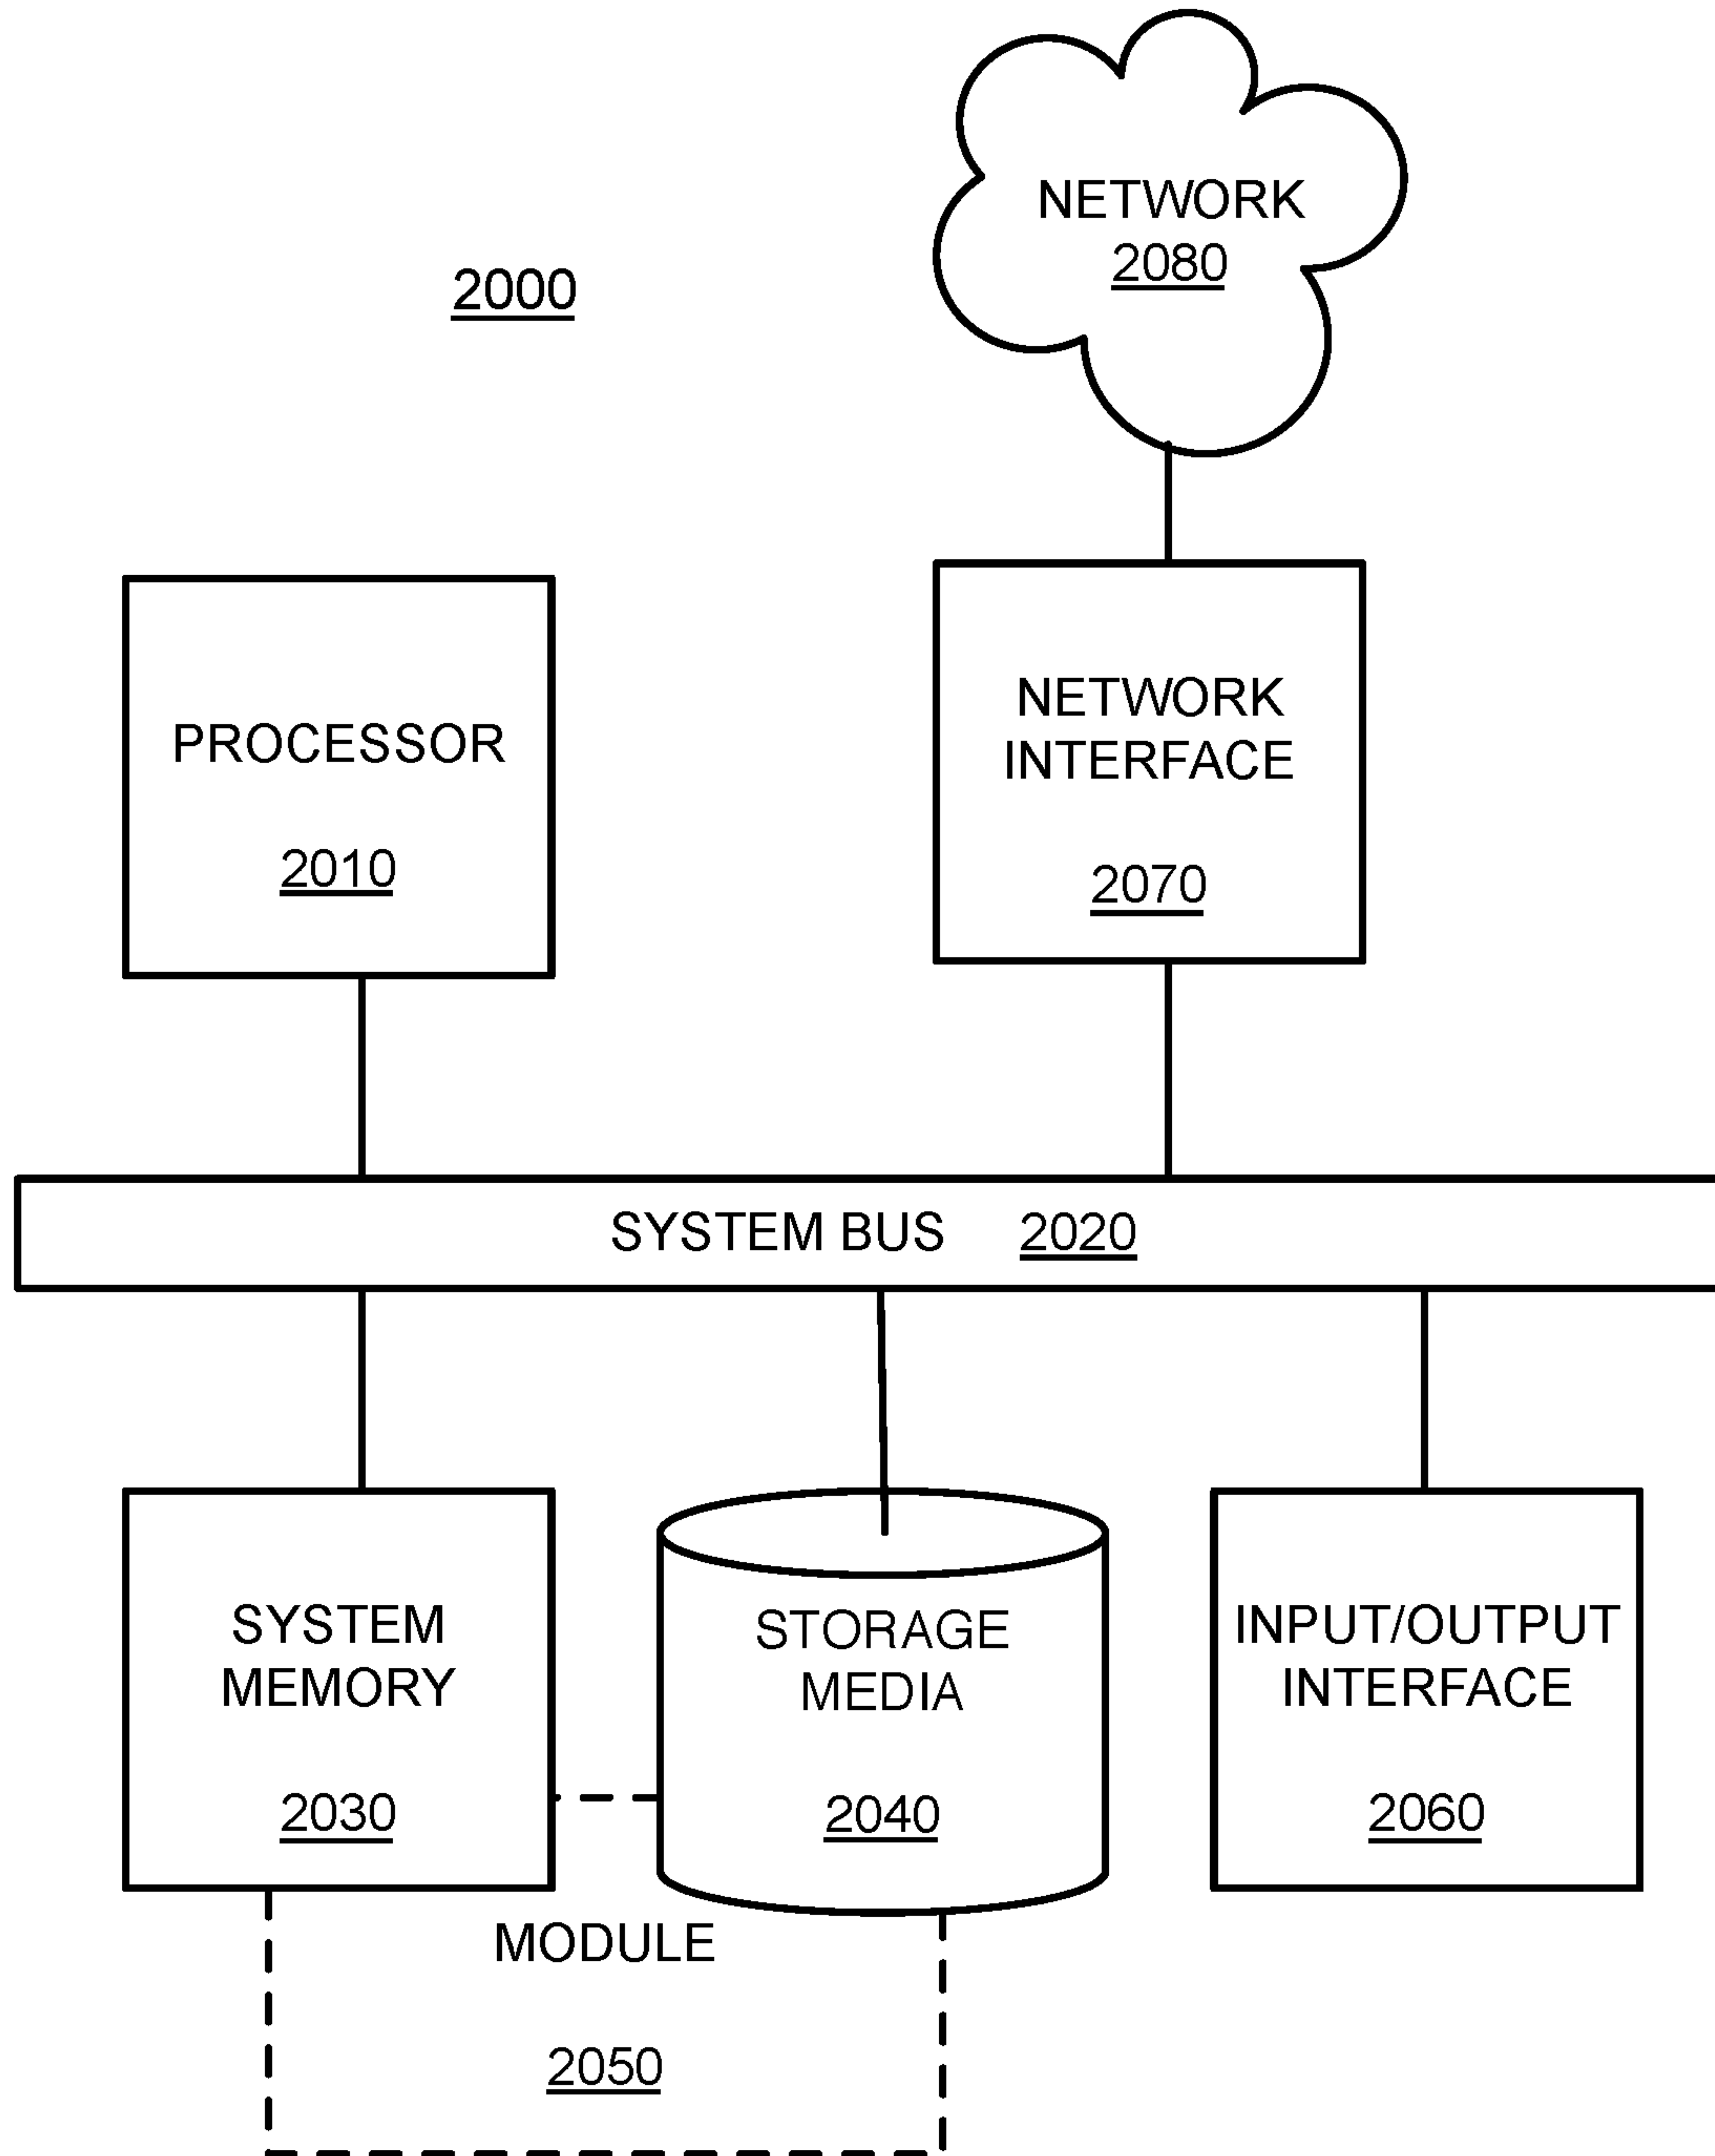 NETWORK
2080
2000
PROCESSOR
2010
NETWORK
INTERFACE
2070
SYSTEM BUS 2020
SYSTEM
MEMORY
2030
STORAGE
MEDIA
2040
INPUT/OUTPUT
INTERFACE
2060
MODULE
2050